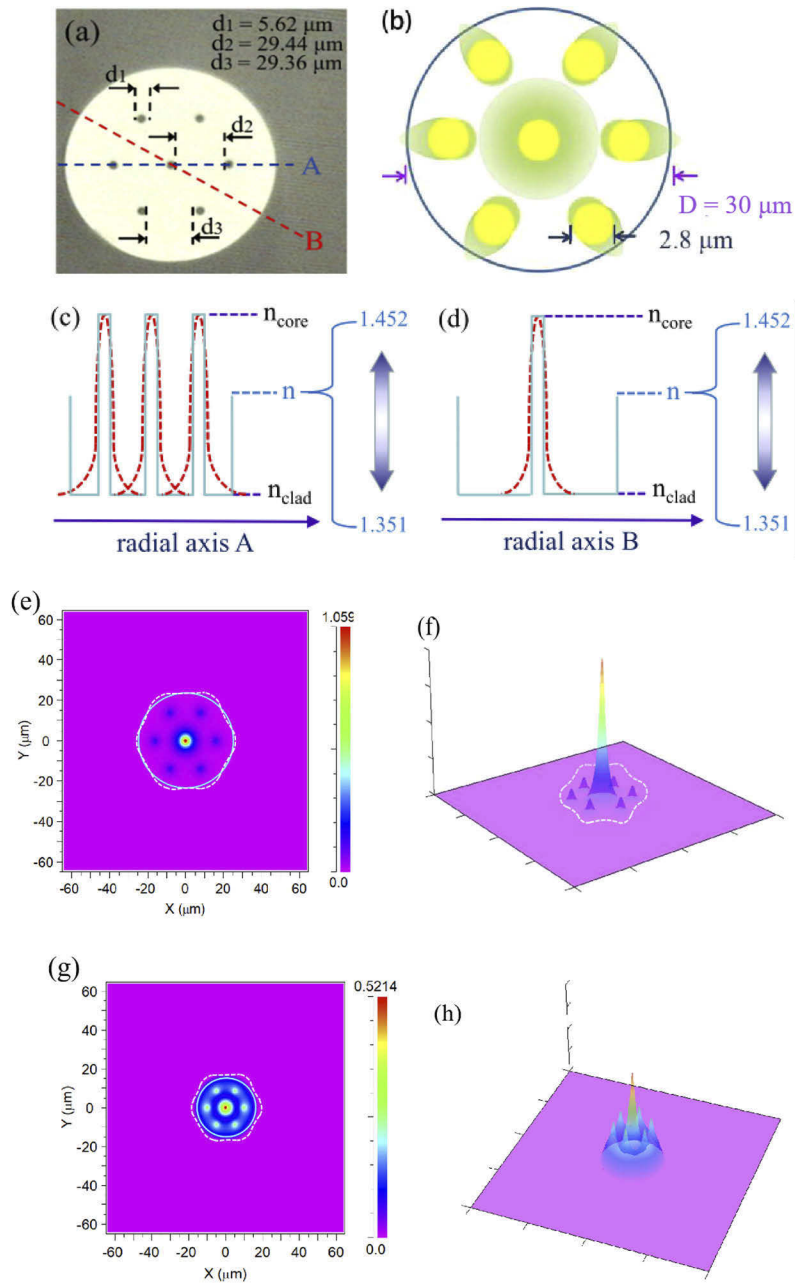 (a)
d1 = 5.62 μm
d2 = 29.44 μm
d3 = 29.36 μm
d1
d2
A
d3
B
(b)
D = 30 μm
2.8 μm
(c)
ncore
1.452
n
nclad
1.351
radial axis A
(d)
ncore
1.452
n
nclad
1.351
radial axis B
(e)
1.059
60
40
20
0
-20
-40
-60
Y (μm)
0.0
-60 -40 -20 0 20 40 60
X (μm)
(f)
(g)
0.5214
60
40
20
0
-20
-40
-60
Y (μm)
0.0
-60 -40 -20 0 20 40 60
X (μm)
(h)